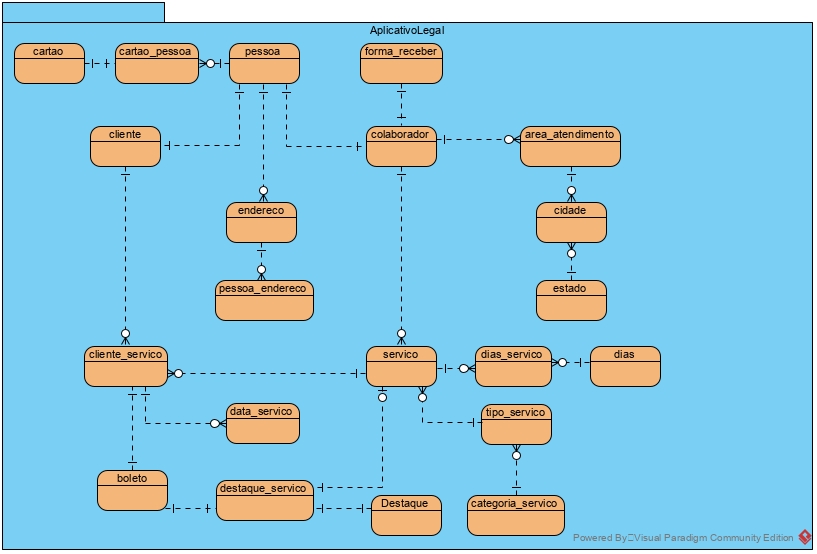 AplicativoLegal
cartao
cartao_pessoa
pessoa
forma_receber
cliente
colaborador
area_atendimento
endereco
cidade
pessoa_endereco
estado
cliente_servico
servico
dias_servico
dias
data_servico
tipo_servico
boleto
destaque_servico
Destaque
categoria_servico
Powered By Visual Paradigm Community Edition